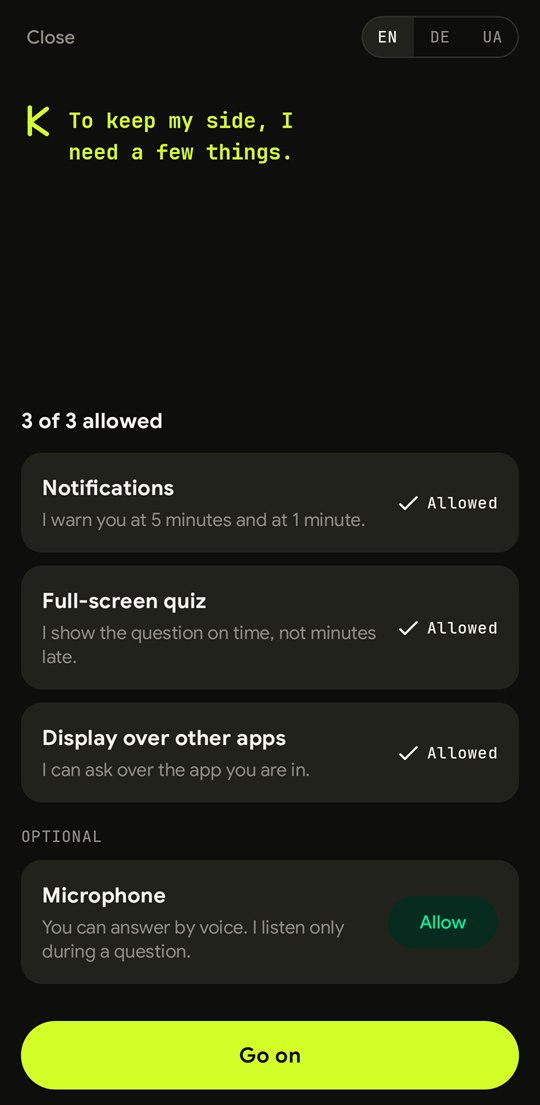 Close
EN DE UA
To keep my side, I
need a few things.
3 of 3 allowed
Notifications
I warn you at 5 minutes and at 1 minute.
Allowed
Full-screen quiz
I show the question on time, not minutes
late.
Allowed
Display over other apps
I can ask over the app you are in.
Allowed
OPTIONAL
Microphone
You can answer by voice. I listen only
during a question.
Allow
Go on